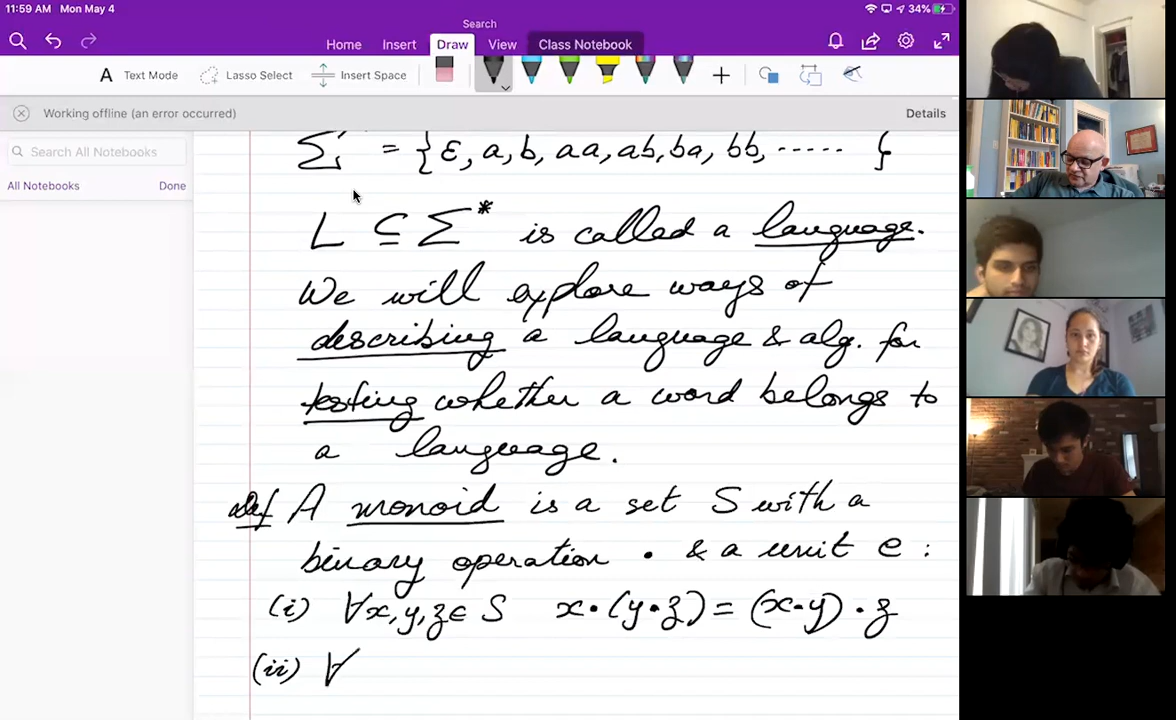 11:59 AM Mon May 4
34%
Search
Home Insert Draw View Class Notebook
A Text Mode Lasso Select Insert Space
Working offline (an error occurred) Details
Search All Notebooks
All Notebooks Done
Σ* = {ε, a, b, aa, ab, ba, bb, ..... }
L ⊆ Σ* is called a language.
We will explore ways of
describing a language & alg. for
testing whether a word belongs to
a language.
Def A monoid is a set S with a
binary operation • & a unit e :
(i) ∀x, y, z ∈ S x•(y•z) = (x•y)•z
(ii) ∀